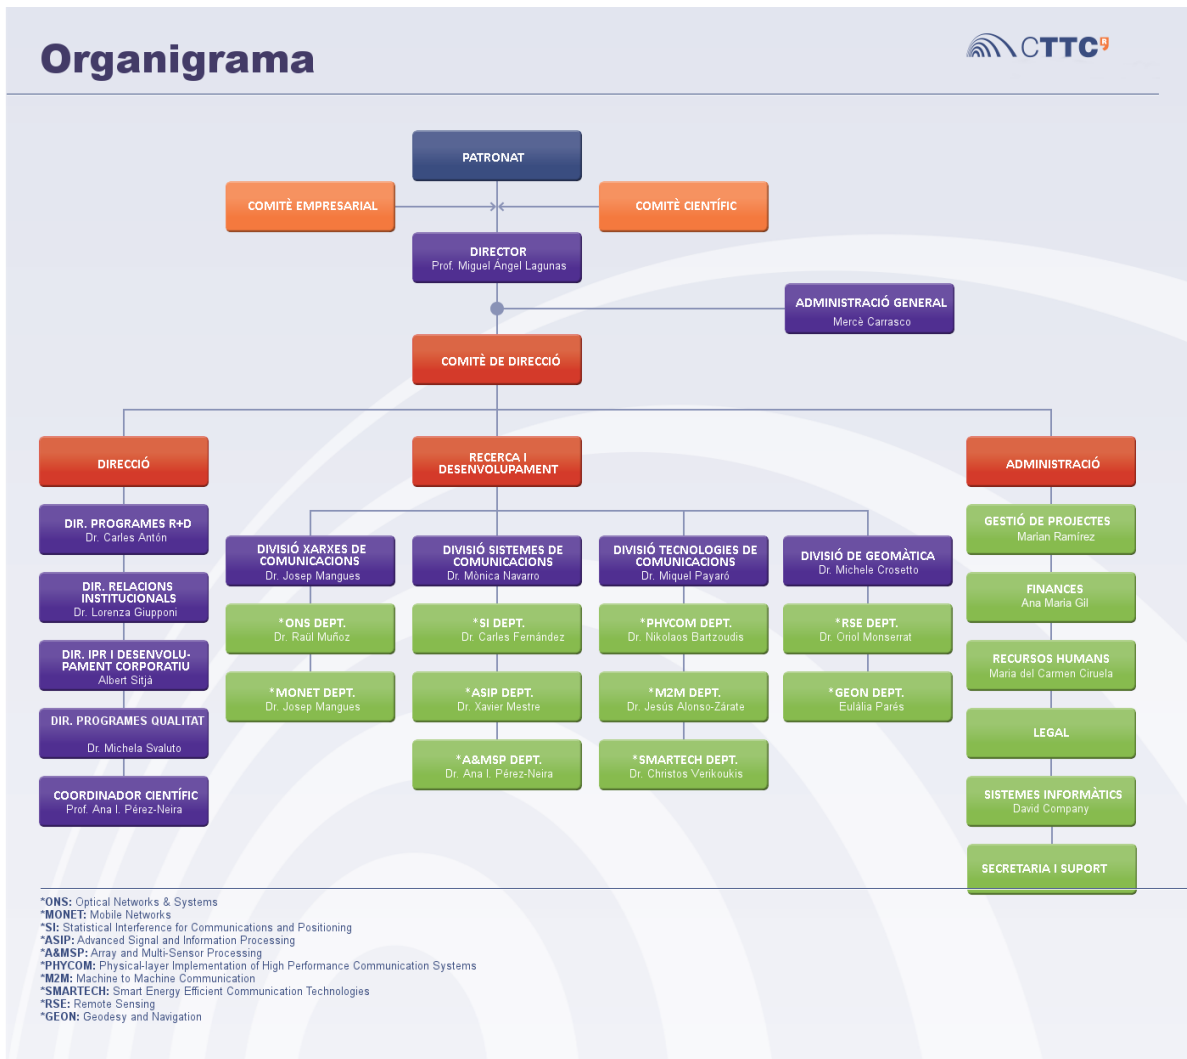 Organigrama
CTTC
PATRONAT
COMITÈ EMPRESARIAL
COMITÈ CIENTÍFIC
DIRECTOR
Prof. Miguel Ángel Lagunas
ADMINISTRACIÓ GENERAL
Mercè Carrasco
COMITÈ DE DIRECCIÓ
DIRECCIÓ
DIR. PROGRAMES R+D
Dr. Carles Antón
DIR. RELACIONS
INSTITUCIONALS
Dr. Lorenza Giupponi
DIR. IPR I DESENVOLU-
PAMENT CORPORATIU
Albert Sitjà
DIR. PROGRAMES QUALITAT
Dr. Michela Svaluto
COORDINADOR CIENTÍFIC
Prof. Ana I. Pérez-Neira
RECERCA I
DESENVOLUPAMENT
DIVISIÓ XARXES DE
COMUNICACIONS
Dr. Josep Mangues
*ONS DEPT.
Dr. Raül Muñoz
*MONET DEPT.
Dr. Josep Mangues
DIVISIÓ SISTEMES DE
COMUNICACIONS
Dr. Mònica Navarro
*SI DEPT.
Dr. Carles Fernández
*ASIP DEPT.
Dr. Xavier Mestre
*A&MSP DEPT.
Dr. Ana I. Pérez-Neira
DIVISIÓ TECNOLOGIES DE
COMUNICACIONS
Dr. Miquel Payaró
*PHYCOM DEPT.
Dr. Nikolaos Bartzoudis
*M2M DEPT.
Dr. Jesús Alonso-Zárate
*SMARTECH DEPT.
Dr. Christos Verikoukis
DIVISIÓ DE GEOMÀTICA
Dr. Michele Crosetto
*RSE DEPT.
Dr. Oriol Monserrat
*GEON DEPT.
Eulália Parés
ADMINISTRACIÓ
GESTIÓ DE PROJECTES
Marian Ramírez
FINANCES
Ana Maria Gil
RECURSOS HUMANS
Maria del Carmen Ciruela
LEGAL
SISTEMES INFORMÀTICS
David Company
SECRETARIA I SUPORT
*ONS: Optical Networks & Systems
*MONET: Mobile Networks
*SI: Statistical Interference for Communications and Positioning
*ASIP: Advanced Signal and Information Processing
*A&MSP: Array and Multi-Sensor Processing
*PHYCOM: Physical-layer Implementation of High Performance Communication Systems
*M2M: Machine to Machine Communication
*SMARTECH: Smart Energy Efficient Communication Technologies
*RSE: Remote Sensing
*GEON: Geodesy and Navigation